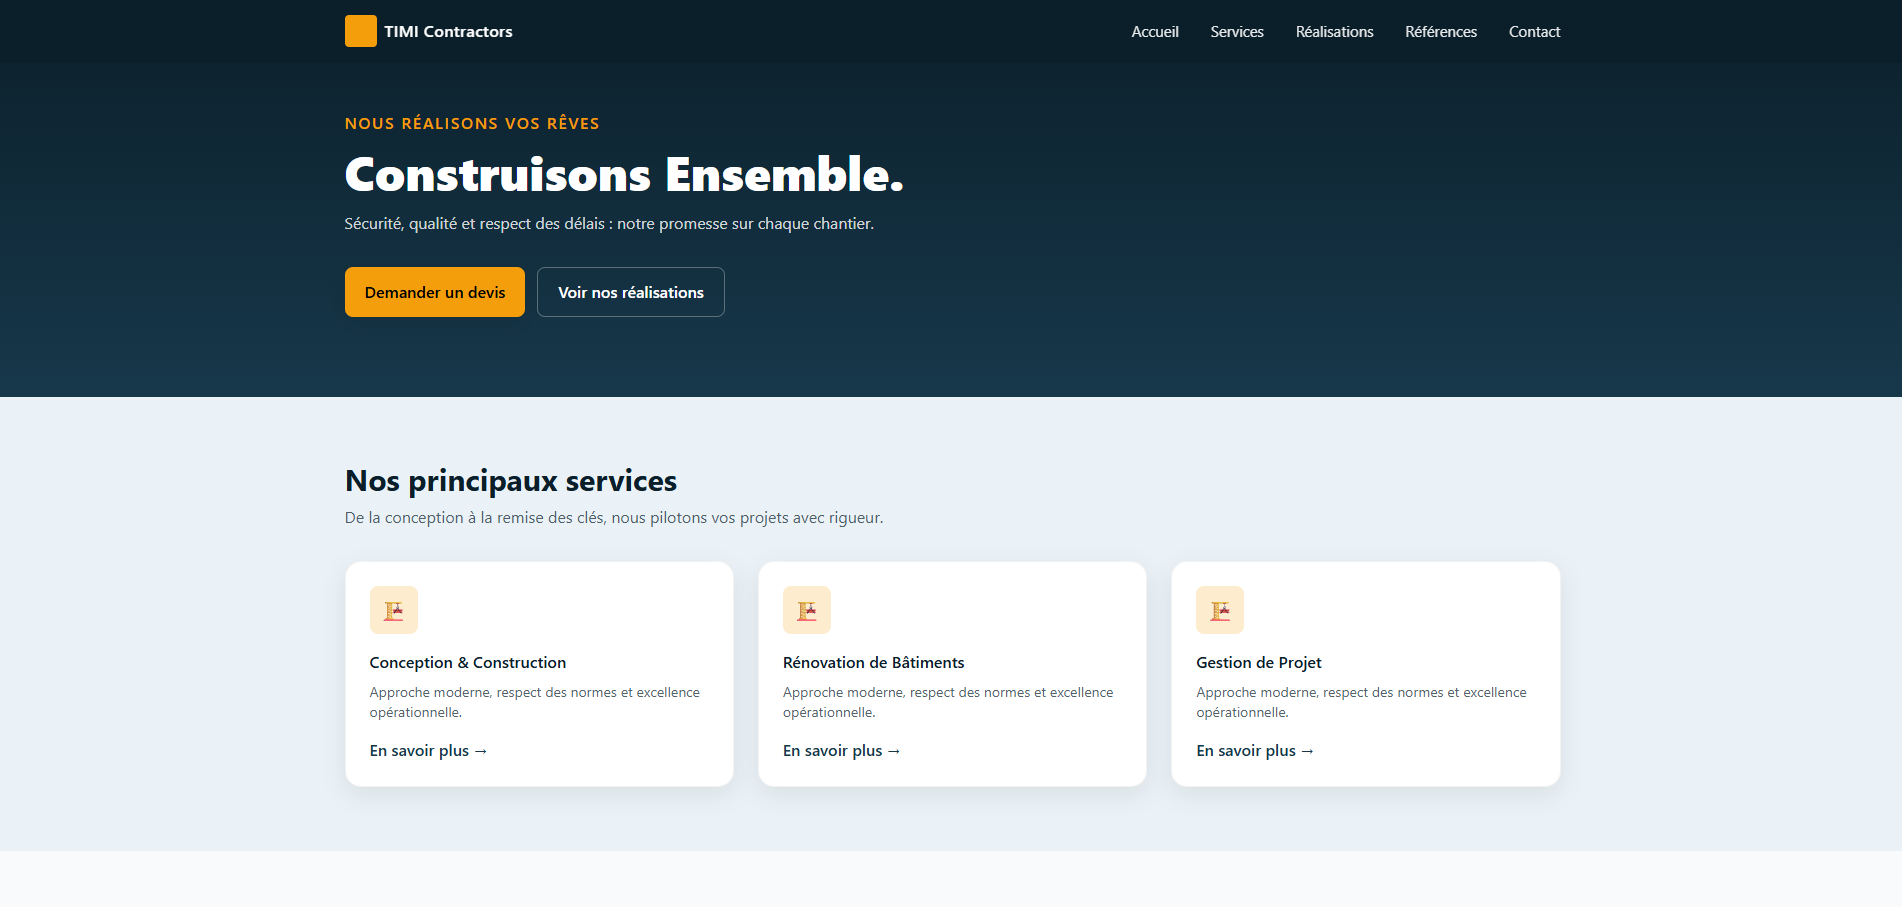 TIMI Contractors
Accueil Services Réalisations Références Contact
NOUS RÉALISONS VOS RÊVES
Construisons Ensemble.
Sécurité, qualité et respect des délais : notre promesse sur chaque chantier.
Demander un devis
Voir nos réalisations
Nos principaux services
De la conception à la remise des clés, nous pilotons vos projets avec rigueur.
Conception & Construction
Approche moderne, respect des normes et excellence
opérationnelle.
En savoir plus →
Rénovation de Bâtiments
Approche moderne, respect des normes et excellence
opérationnelle.
En savoir plus →
Gestion de Projet
Approche moderne, respect des normes et excellence
opérationnelle.
En savoir plus →